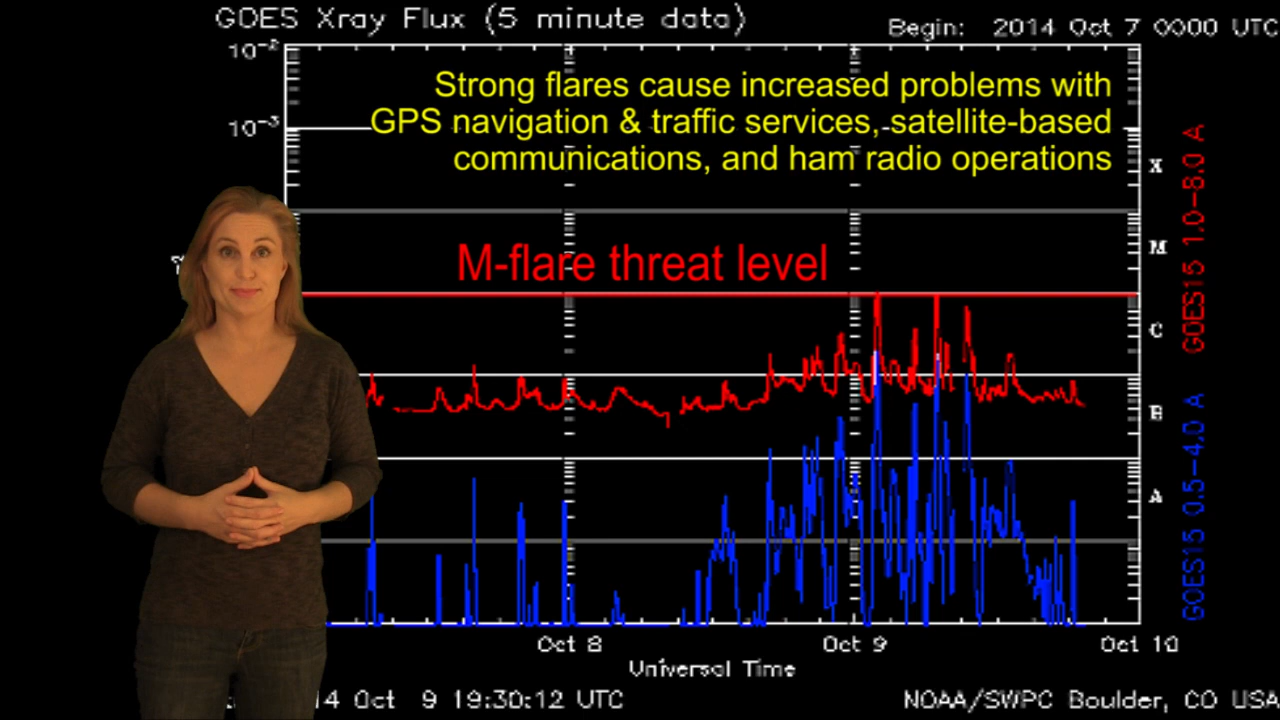 GOES Xray Flux (5 minute data)
Begin: 2014 Oct 7 0000 UTC
10-2
Strong flares cause increased problems with
GPS navigation & traffic services, satellite-based
communications, and ham radio operations
10-3
X
M
C
B
A
M-flare threat level
GOES15 1.0-8.0 A
GOES15 0.5-4.0 A
Oct 8
Oct 9
Oct 10
Universal Time
14 Oct 9 19:30:12 UTC
NOAA/SWPC Boulder, CO USA